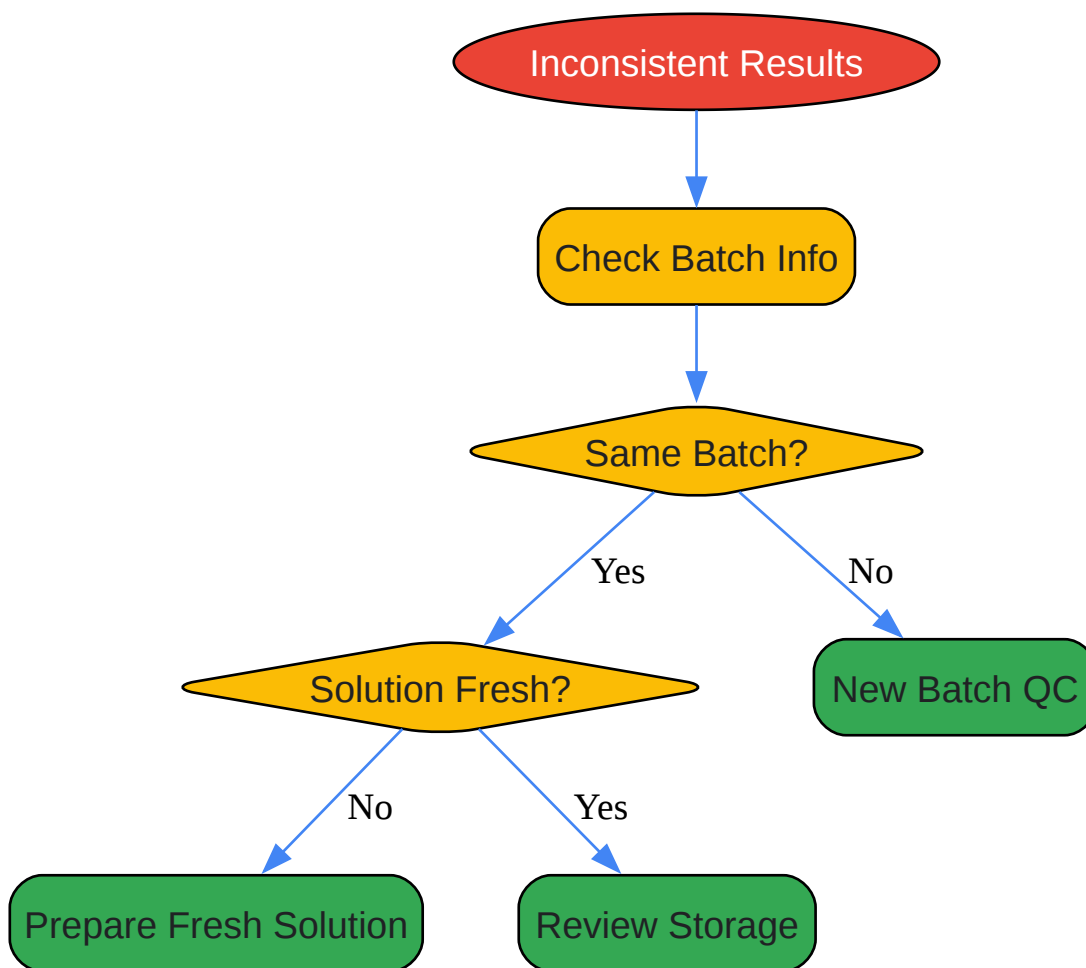 Inconsistent Results
Check Batch Info
Same Batch?
Yes
No
Solution Fresh?
New Batch QC
No
Yes
Prepare Fresh Solution
Review Storage